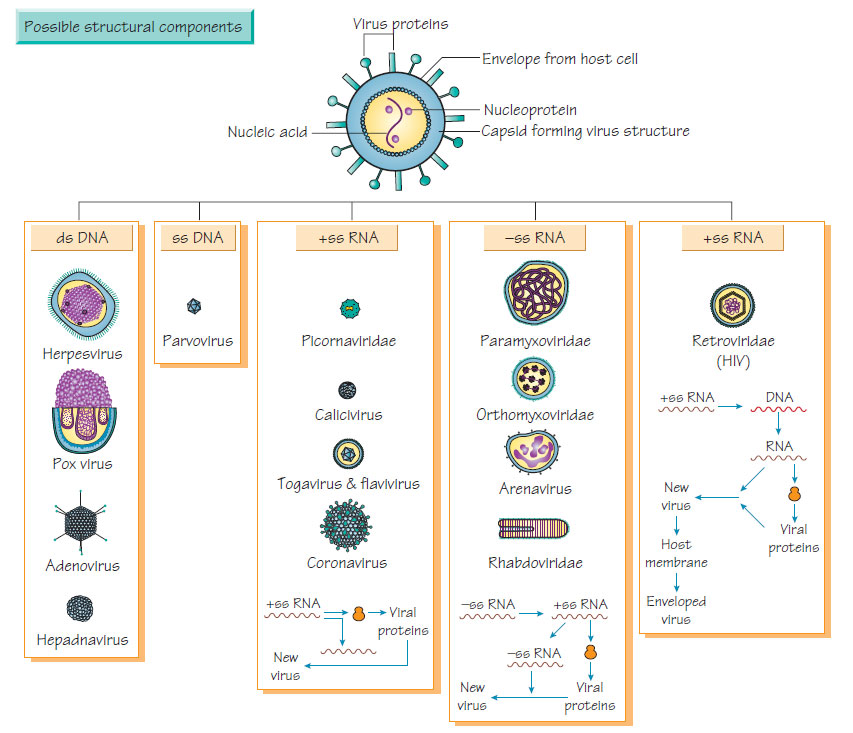 Possible structural components
Virus proteins
Envelope from host cell
Nucleoprotein
Nucleic acid
Capsid forming virus structure
ds DNA
Herpesvirus
Pox virus
Adenovirus
Hepadnavirus
ss DNA
Parvovirus
+ss RNA
Picornaviridae
Calicivirus
Togavirus & flavivirus
Coronavirus
+ss RNA
Viral
proteins
New
virus
−ss RNA
Paramyxoviridae
Orthomyxoviridae
Arenavirus
Rhabdoviridae
−ss RNA
+ss RNA
−ss RNA
New
virus
Viral
proteins
+ss RNA
Retroviridae
(HIV)
+ss RNA
DNA
RNA
New
virus
Viral
proteins
Host
membrane
Enveloped
virus